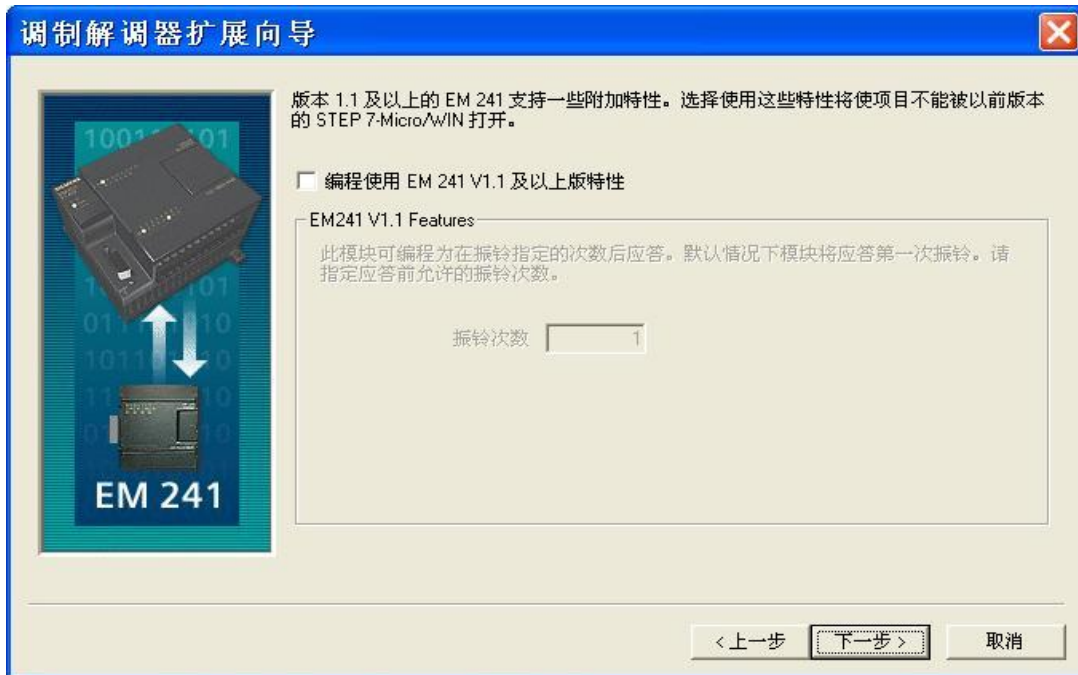 调制解调器扩展向导
版本 1.1 及以上的 EM 241 支持一些附加特性。选择使用这些特性将使项目不能被以前版本
的 STEP 7-Micro/WIN 打开。
编程使用 EM 241 V1.1 及以上版特性
EM241 V1.1 Features
此模块可编程为在振铃指定的次数后应答。默认情况下模块将应答第一次振铃。请
指定应答前允许的振铃次数。
振铃次数 1
EM 241
<上一步 下一步> 取消